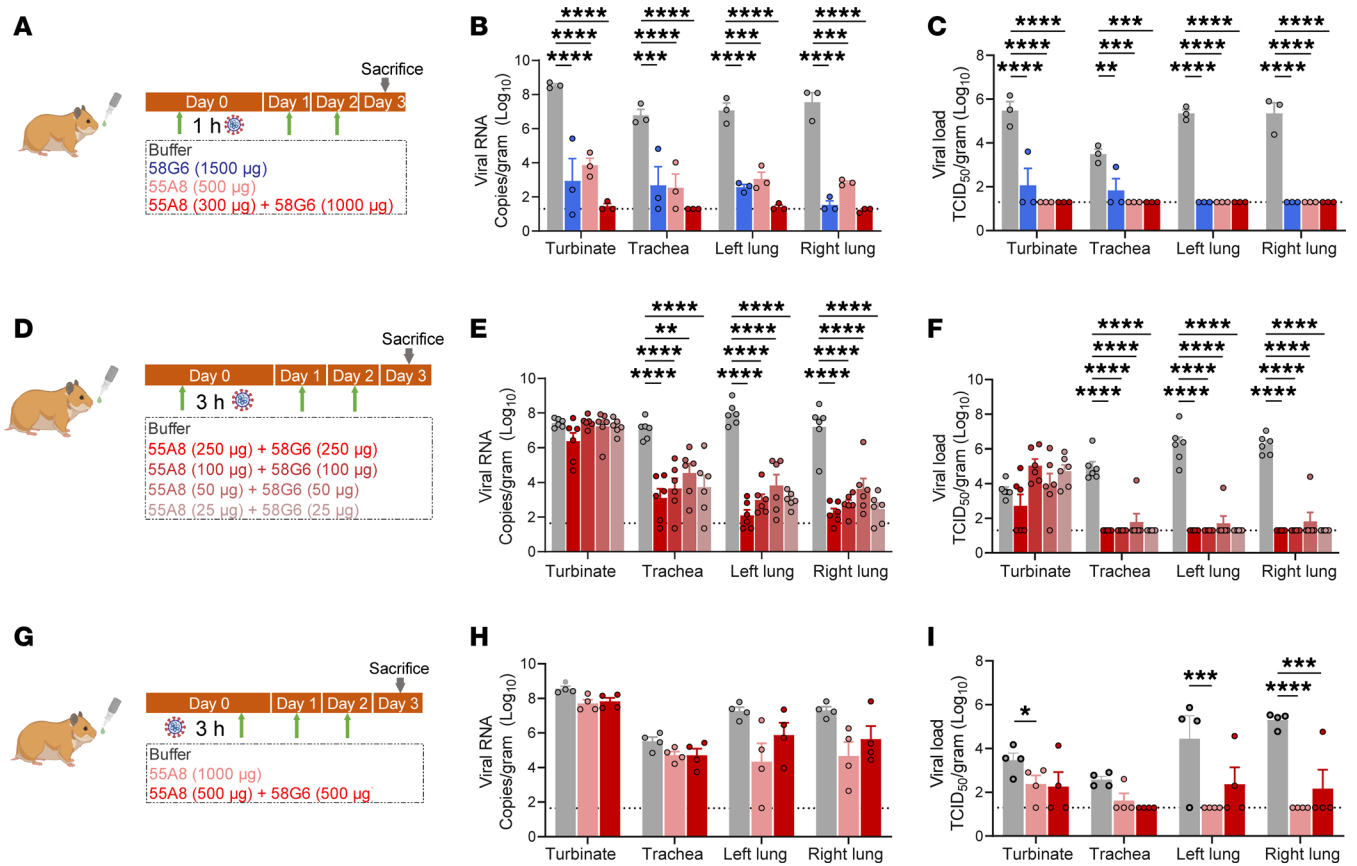 A
Sacrifice
Day 0 Day 1 Day 2 Day 3
1 h
Buffer
58G6 (1500 µg)
55A8 (500 µg)
55A8 (300 µg) + 58G6 (1000 µg)
B
**** **** **** ****
**** **** *** ***
**** *** **** ****
Viral RNA
Copies/gram (Log10)
10
8
6
4
2
0
Turbinate Trachea Left lung Right lung
C
**** *** **** ****
**** *** **** ****
**** ** **** ****
Viral load
TCID50/gram (Log10)
8
6
4
2
0
Turbinate Trachea Left lung Right lung
D
Sacrifice
Day 0 Day 1 Day 2 Day 3
3 h
Buffer
55A8 (250 µg) + 58G6 (250 µg)
55A8 (100 µg) + 58G6 (100 µg)
55A8 (50 µg) + 58G6 (50 µg)
55A8 (25 µg) + 58G6 (25 µg)
E
**** **** ****
** **** ****
**** **** ****
**** **** ****
Viral RNA
Copies/gram (Log10)
10
8
6
4
2
0
Turbinate Trachea Left lung Right lung
F
**** **** ****
**** **** ****
**** **** ****
**** **** ****
Viral load
TCID50/gram (Log10)
10
8
6
4
2
0
Turbinate Trachea Left lung Right lung
G
Sacrifice
Day 0 Day 1 Day 2 Day 3
3 h
Buffer
55A8 (1000 µg)
55A8 (500 µg) + 58G6 (500 µg
H
Viral RNA
Copies/gram (Log10)
10
8
6
4
2
0
Turbinate Trachea Left lung Right lung
I
***
* *** ****
Viral load
TCID50/gram (Log10)
8
6
4
2
0
Turbinate Trachea Left lung Right lung